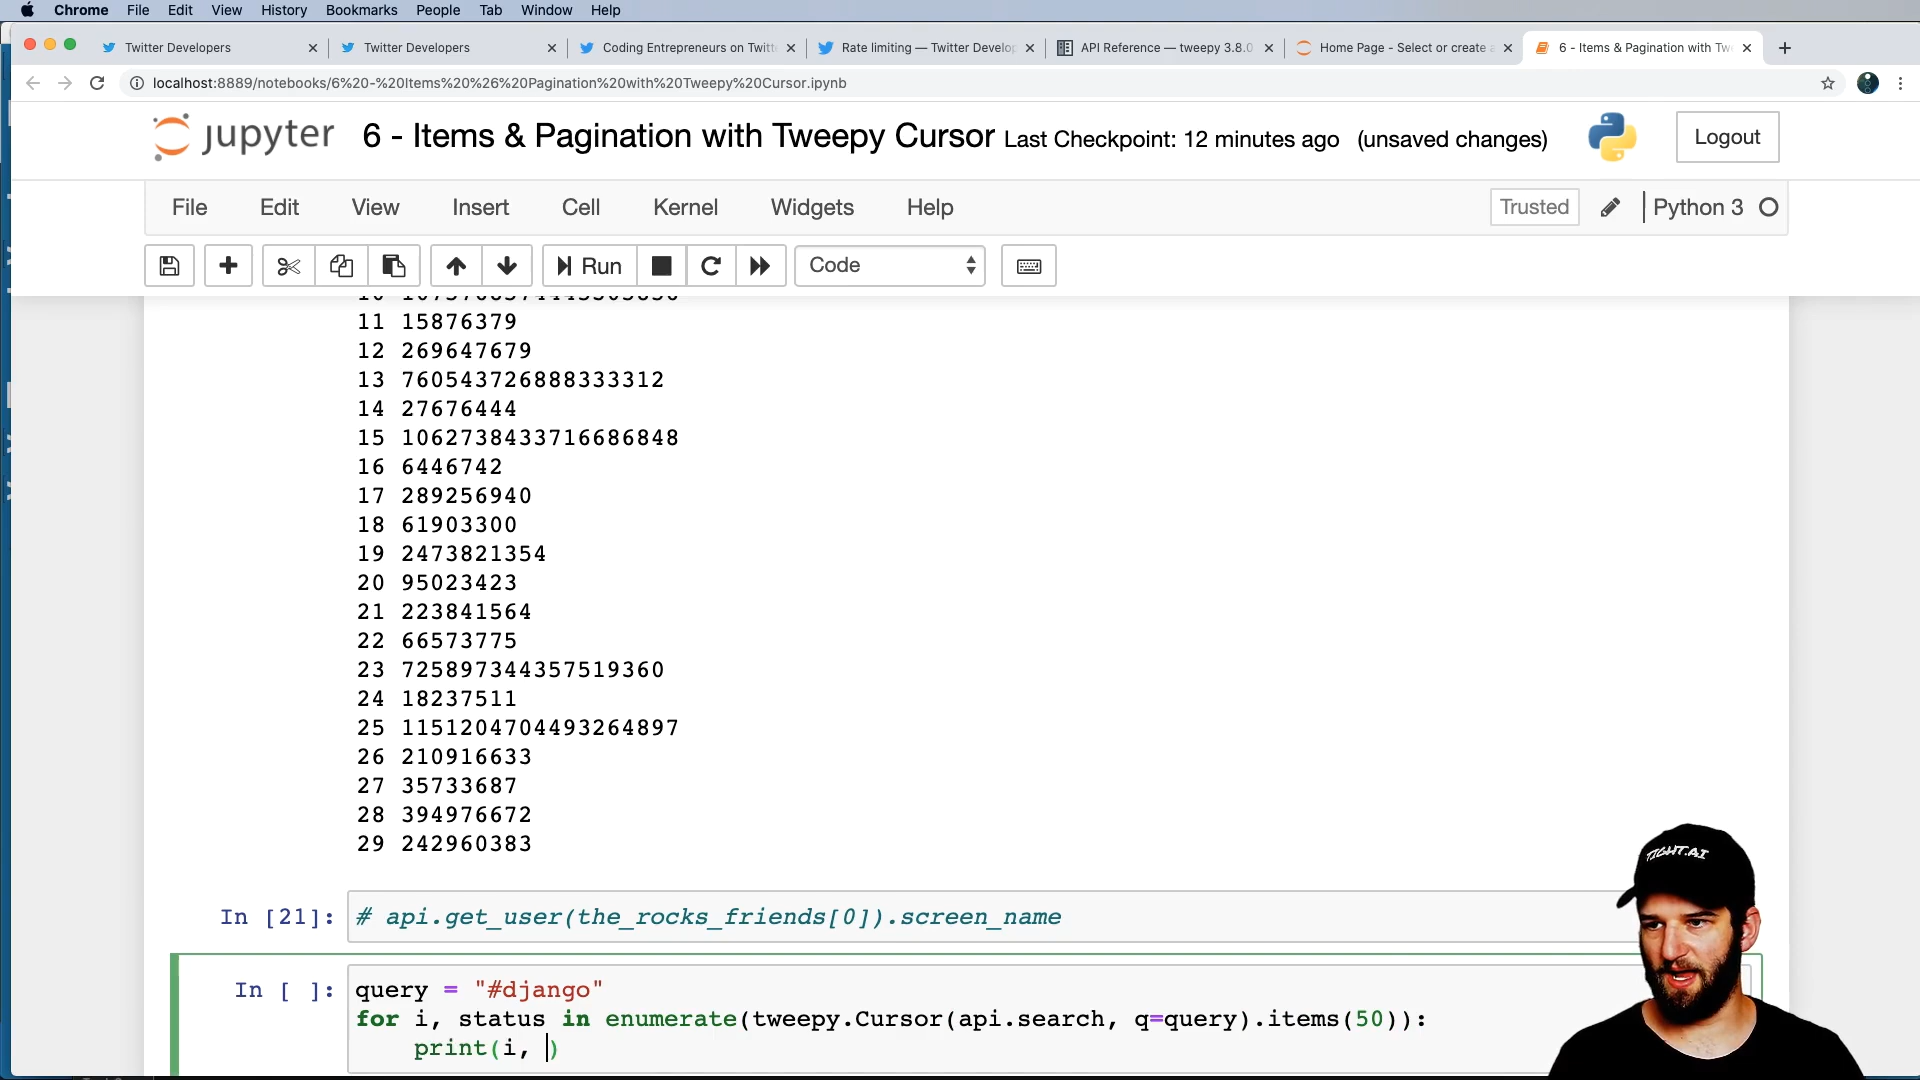 Chrome File Edit View History Bookmarks People Tab Window Help
Twitter Developers Twitter Developers Coding Entrepreneurs on Twitt Rate limiting — Twitter Develop API Reference — tweepy 3.8.0 Home Page - Select or create a 6 - Items & Pagination with Tw
localhost:8889/notebooks/6%20-%20Items%20%26%20Pagination%20with%20Tweepy%20Cursor.ipynb
jupyter 6 - Items & Pagination with Tweepy Cursor Last Checkpoint: 12 minutes ago (unsaved changes) Logout
File Edit View Insert Cell Kernel Widgets Help Trusted Python 3
Run Code
11 15876379
12 269647679
13 760543726888333312
14 27676444
15 1062738433716686848
16 6446742
17 289256940
18 61903300
19 2473821354
20 95023423
21 223841564
22 66573775
23 725897344357519360
24 18237511
25 1151204704493264897
26 210916633
27 35733687
28 394976672
29 242960383
In [21]: # api.get_user(the_rocks_friends[0]).screen_name
In [ ]: query = "#django"
for i, status in enumerate(tweepy.Cursor(api.search, q=query).items(50)):
print(i, )
TIGHT.AI